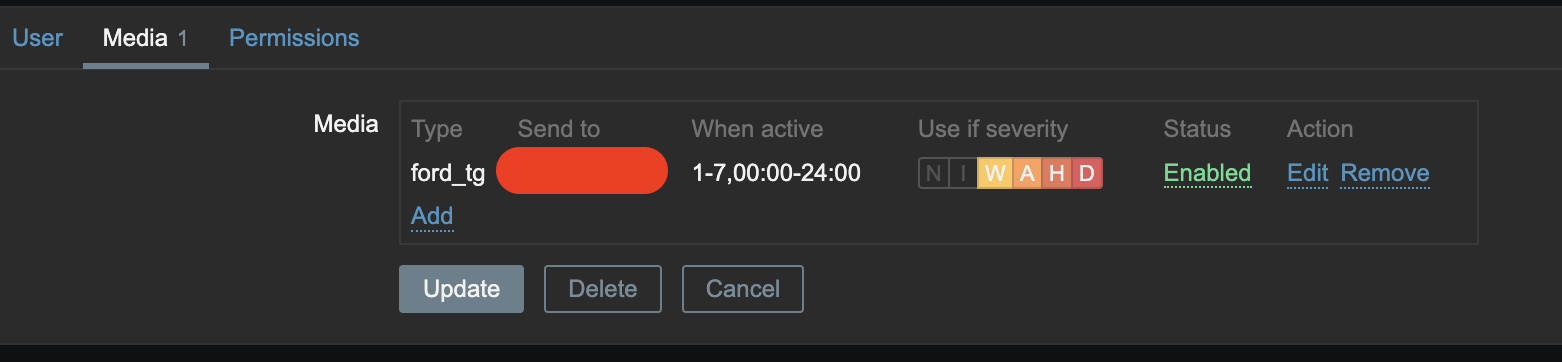 User Media 1 Permissions
Media Type Send to When active Use if severity Status Action
ford_tg 1-7,00:00-24:00 N I W A H D Enabled Edit Remove
Add
Update Delete Cancel